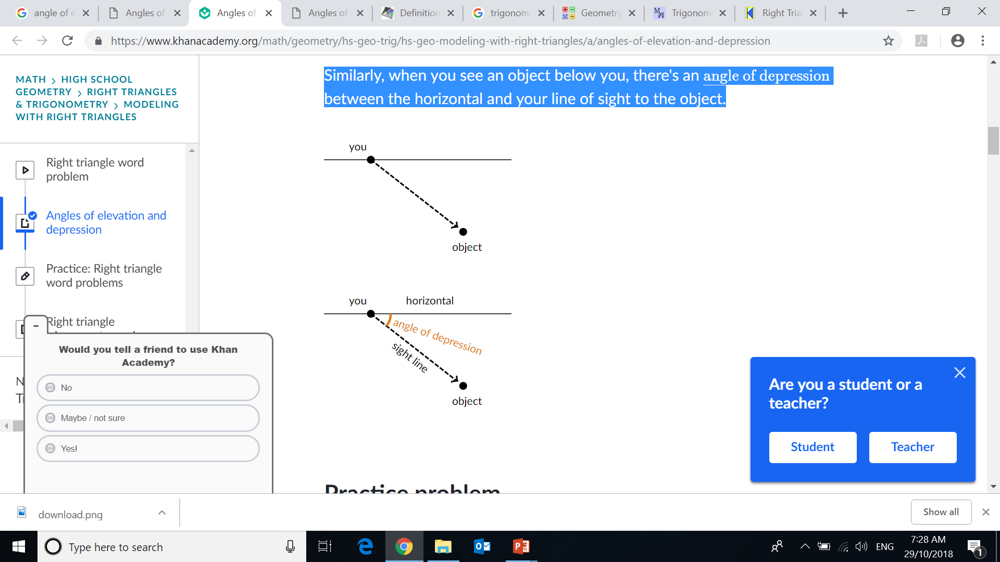 angle of e
Angles of
Angles of
Angles of
Definition
trigonom
Geometry
Trigonom
Right Tria
https://www.khanacademy.org/math/geometry/hs-geo-trig/hs-geo-modeling-with-right-triangles/a/angles-of-elevation-and-depression
MATH > HIGH SCHOOL
GEOMETRY > RIGHT TRIANGLES
& TRIGONOMETRY > MODELING
WITH RIGHT TRIANGLES
Right triangle word
problem
Angles of elevation and
depression
Practice: Right triangle
word problems
Right triangle
Would you tell a friend to use Khan
Academy?
No
Maybe / not sure
Yes!
Similarly, when you see an object below you, there's an angle of depression
between the horizontal and your line of sight to the object.
you
object
you horizontal
angle of depression
sight line
object
Practice problem
Are you a student or a
teacher?
Student Teacher
download.png
Show all
Type here to search
ENG
7:28 AM
29/10/2018
1